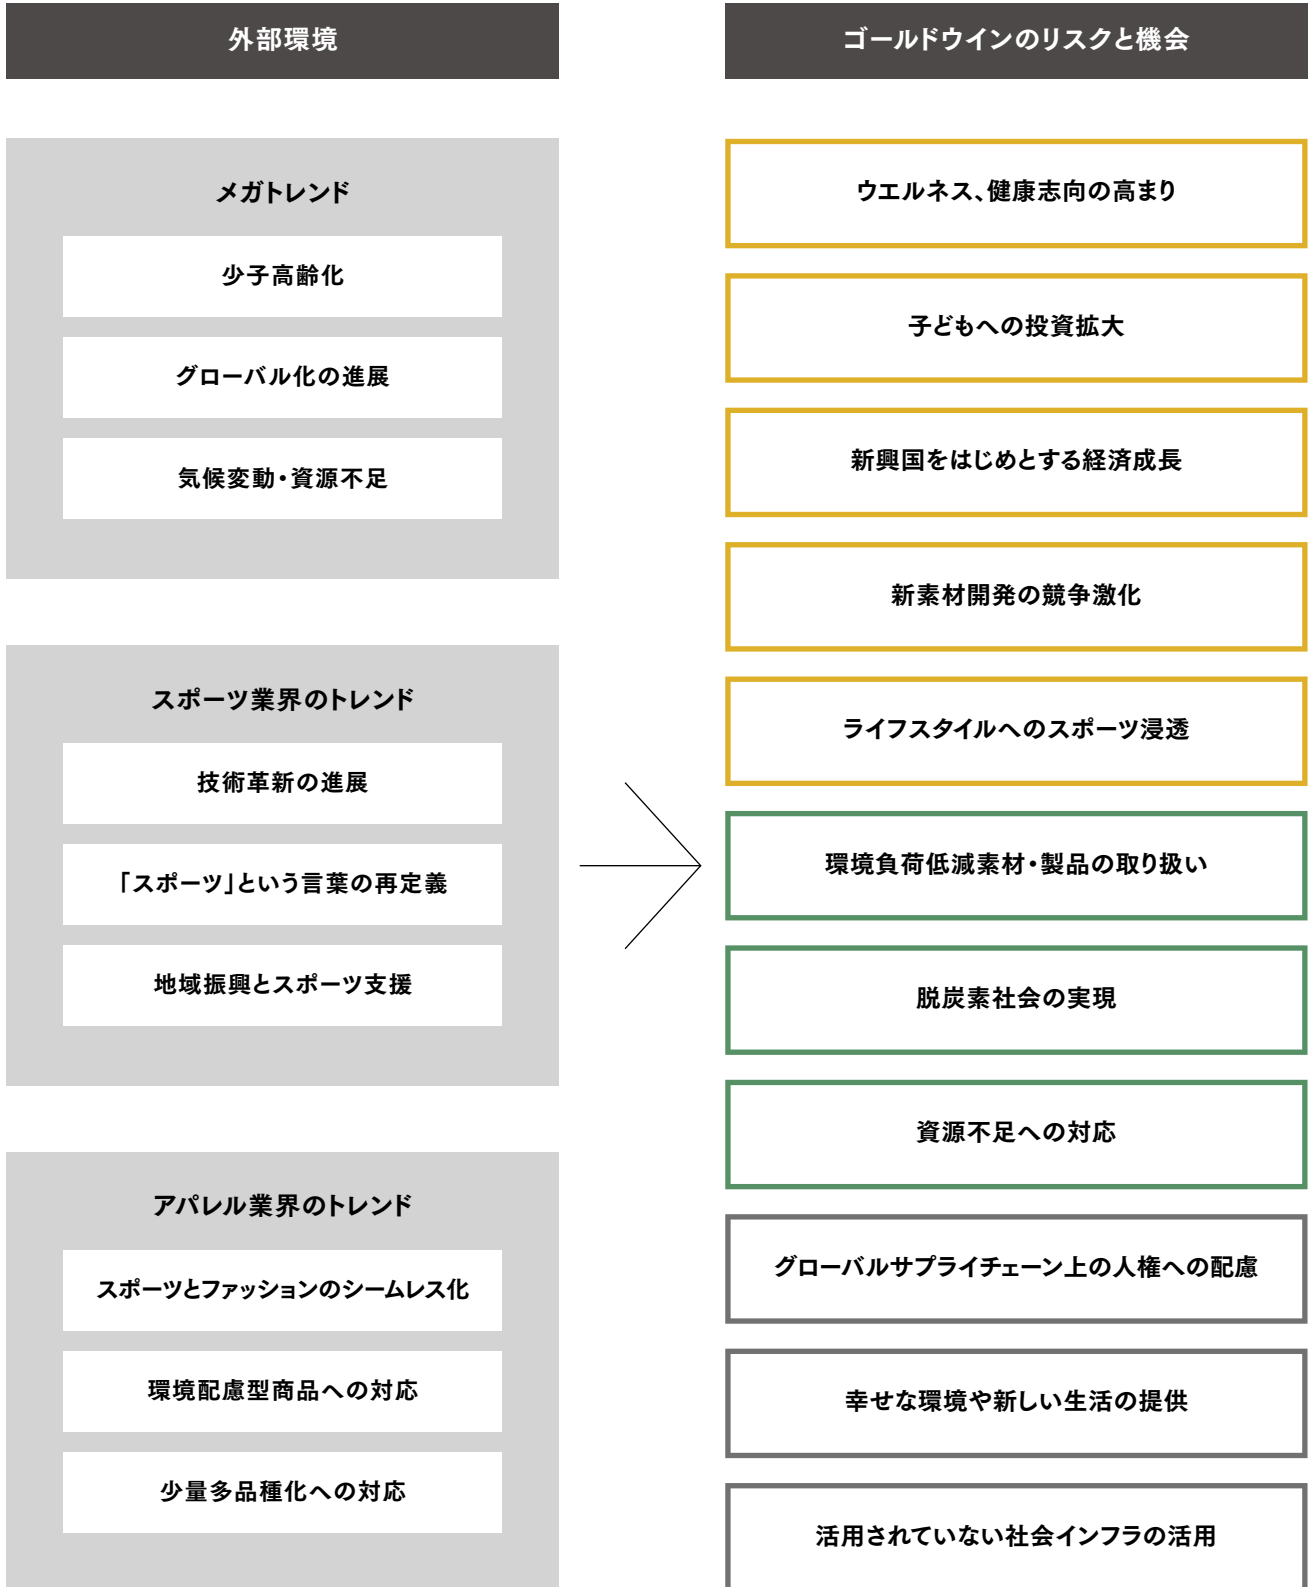 外部環境
メガトレンド
少子高齢化
グローバル化の進展
気候変動・資源不足
スポーツ業界のトレンド
技術革新の進展
「スポーツ」という言葉の再定義
地域振興とスポーツ支援
アパレル業界のトレンド
スポーツとファッションのシームレス化
環境配慮型商品への対応
少量多品種化への対応
ゴールドウインのリスクと機会
ウエルネス、健康志向の高まり
子どもへの投資拡大
新興国をはじめとする経済成長
新素材開発の競争激化
ライフスタイルへのスポーツ浸透
環境負荷低減素材・製品の取り扱い
脱炭素社会の実現
資源不足への対応
グローバルサプライチェーン上の人権への配慮
幸せな環境や新しい生活の提供
活用されていない社会インフラの活用